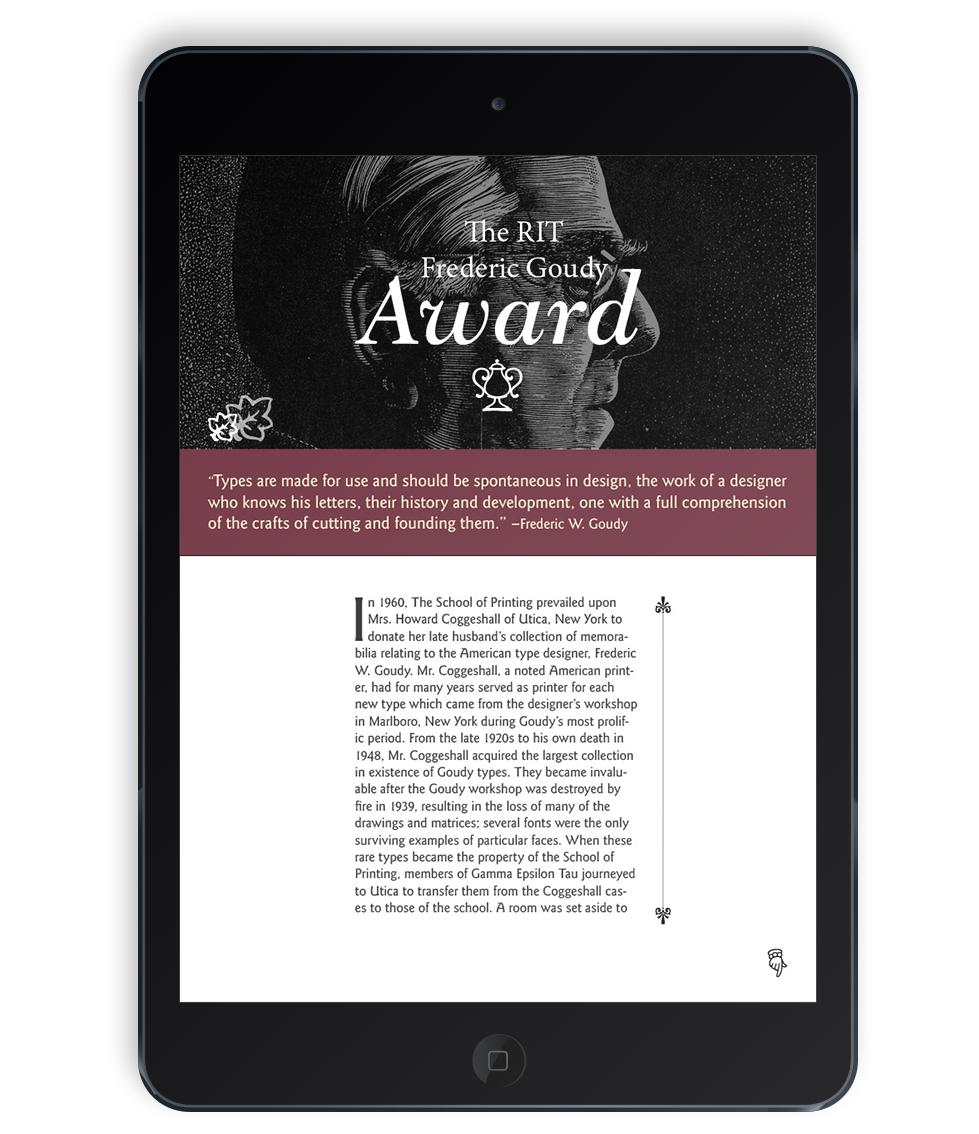 The RIT
Frederic Goudy
Award
“Types are made for use and should be spontaneous in design, the work of a designer
who knows his letters, their history and development, one with a full comprehension
of the crafts of cutting and founding them.” –Frederic W. Goudy
In 1960, The School of Printing prevailed upon
Mrs. Howard Coggeshall of Utica, New York to
donate her late husband’s collection of memora-
bilia relating to the American type designer, Frederic
W. Goudy. Mr. Coggeshall, a noted American print-
er, had for many years served as printer for each
new type which came from the designer’s workshop
in Marlboro, New York during Goudy’s most prolif-
ic period. From the late 1920s to his own death in
1948, Mr. Coggeshall acquired the largest collection
in existence of Goudy types. They became invalu-
able after the Goudy workshop was destroyed by
fire in 1939, resulting in the loss of many of the
drawings and matrices; several fonts were the only
surviving examples of particular faces. When these
rare types became the property of the School of
Printing, members of Gamma Epsilon Tau journeyed
to Utica to transfer them from the Coggeshall cas-
es to those of the school. A room was set aside to